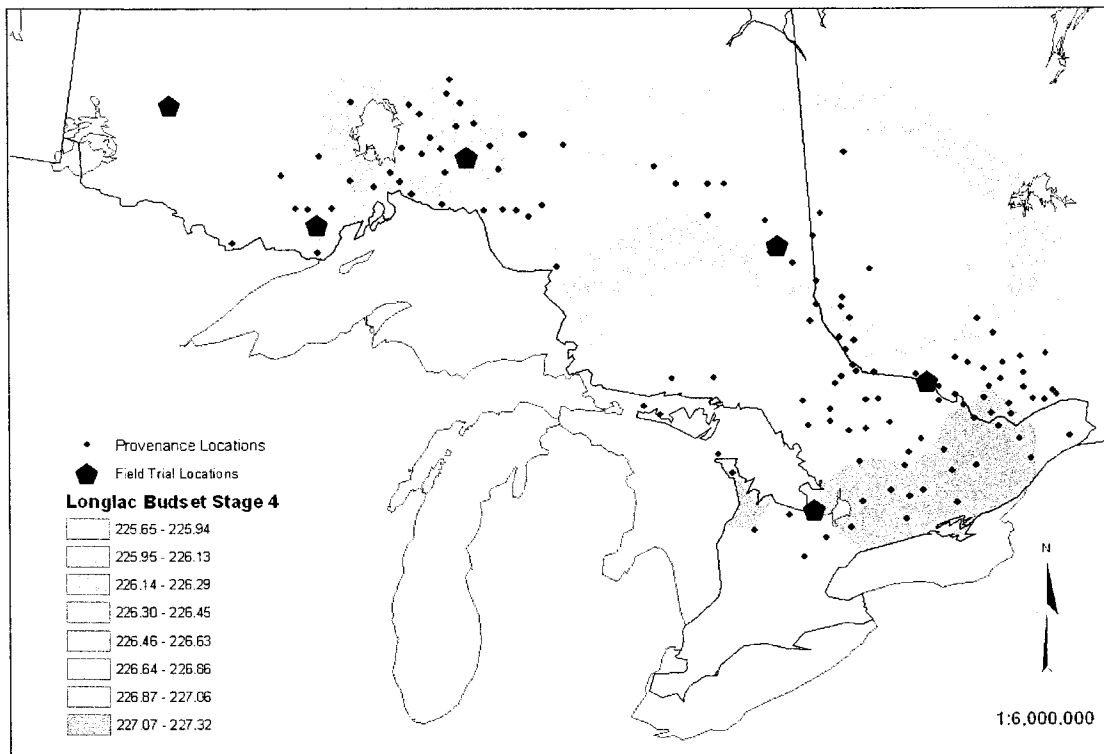 Provenance Locations
Field Trial Locations
Longlac Budset Stage 4
225.65 - 225.94
225.95 - 226.13
226.14 - 226.29
226.30 - 226.45
226.46 - 226.63
226.64 - 226.86
226.87 - 227.06
227.07 - 227.32
N
1:6,000,000